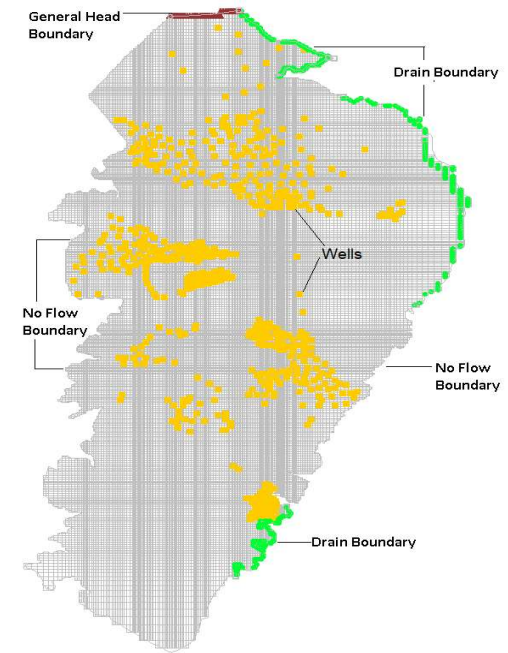 General Head
Boundary
Drain Boundary
Wells
No Flow
Boundary
No Flow
Boundary
Drain Boundary